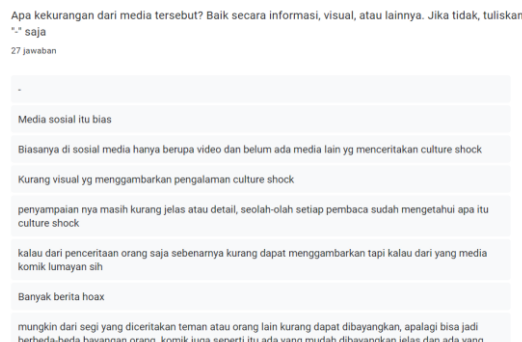 Apa kekurangan dari media tersebut? Baik secara informasi, visual, atau lainnya. Jika tidak, tuliskan
"-" saja
27 jawaban
-
Media sosial itu bias
Biasanya di sosial media hanya berupa video dan belum ada media lain yg menceritakan culture shock
Kurang visual yg menggambarkan pengalaman culture shock
penyampaian nya masih kurang jelas atau detail, seolah-olah setiap pembaca sudah mengetahui apa itu
culture shock
kalau dari penceritaan orang saja sebenarnya kurang dapat menggambarkan tapi kalau dari yang media
komik lumayan sih
Banyak berita hoax
mungkin dari segi yang diceritakan teman atau orang lain kurang dapat dibayangkan, apalagi bisa jadi
berbeda-beda bayangan orang, komik juga seperti itu ada yang mudah dibayangkan jelas dan ada yang